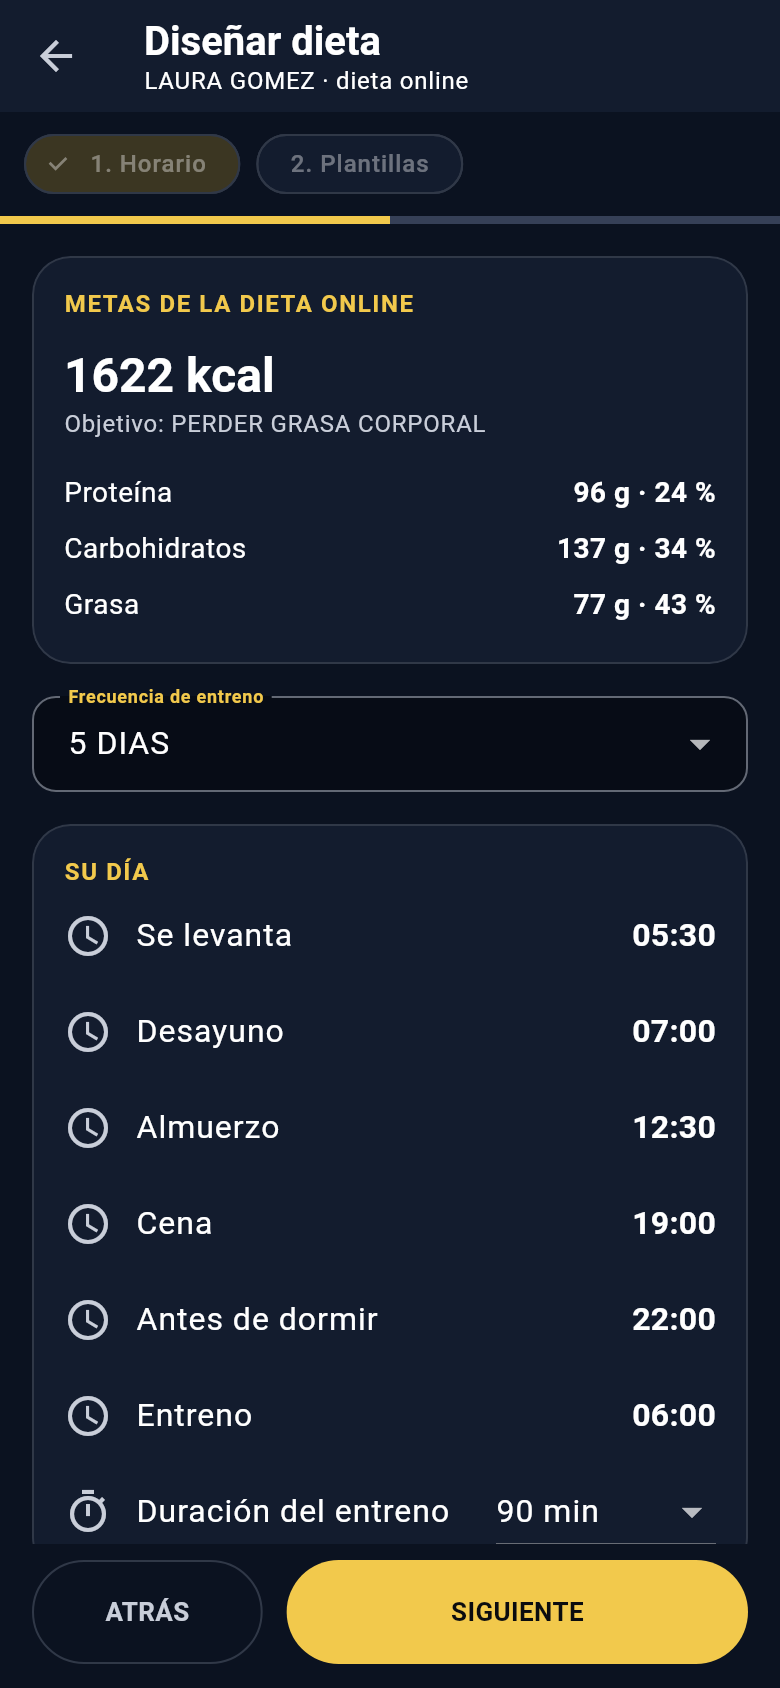 Diseñar dieta
LAURA GOMEZ · dieta online
1. Horario
2. Plantillas
METAS DE LA DIETA ONLINE
1622 kcal
Objetivo: PERDER GRASA CORPORAL
Proteína 96 g · 24 %
Carbohidratos 137 g · 34 %
Grasa 77 g · 43 %
Frecuencia de entreno
5 DIAS
SU DÍA
Se levanta 05:30
Desayuno 07:00
Almuerzo 12:30
Cena 19:00
Antes de dormir 22:00
Entreno 06:00
Duración del entreno 90 min
ATRÁS
SIGUIENTE